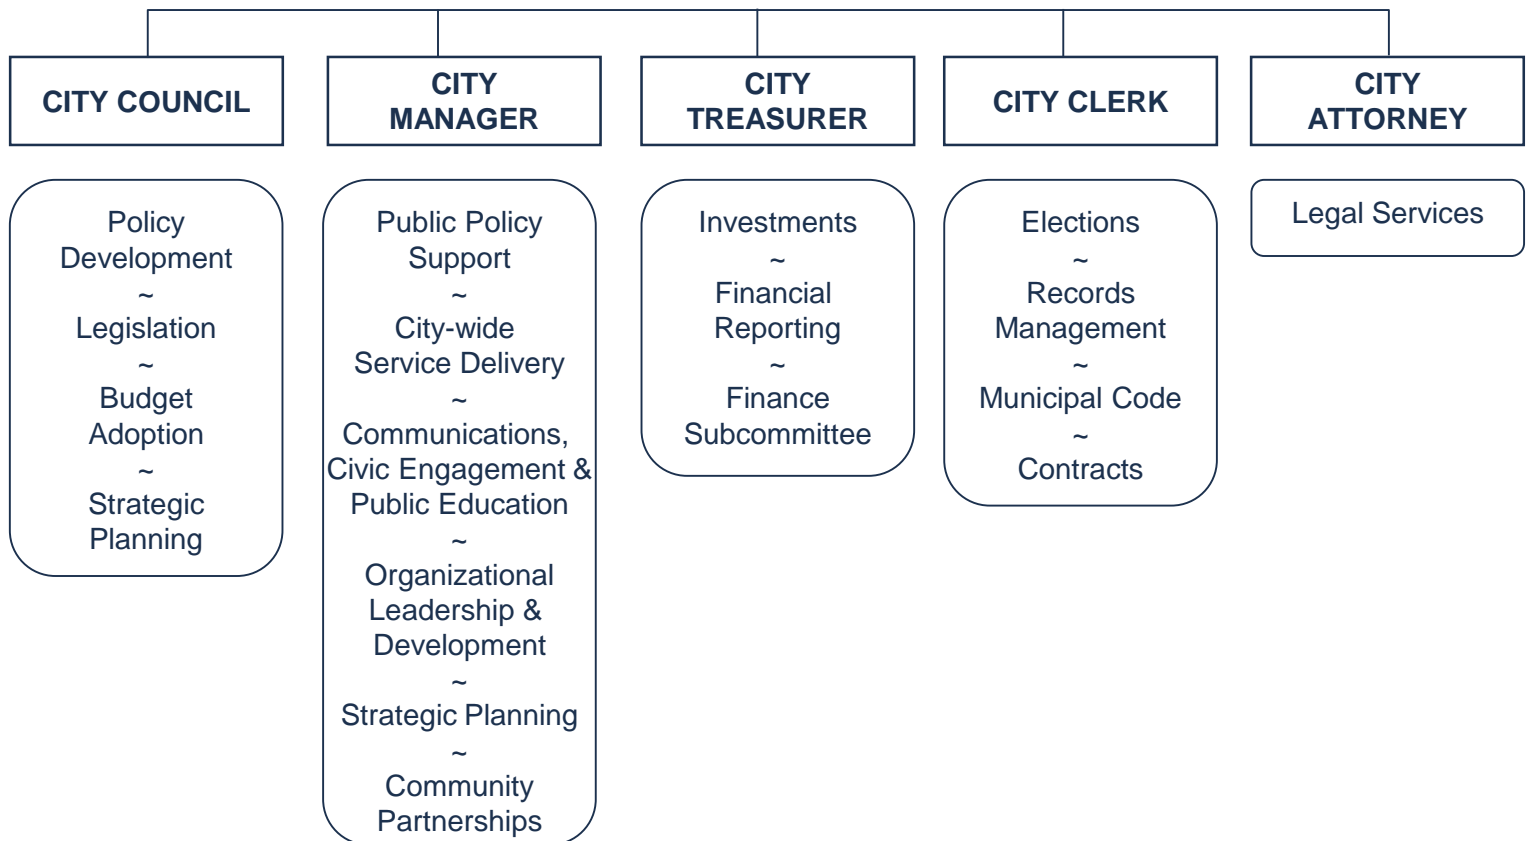 CITY COUNCIL
Policy
Development
~
Legislation
~
Budget
Adoption
~
Strategic
Planning
CITY
MANAGER
Public Policy
Support
~
City-wide
Service Delivery
~
Communications,
Civic Engagement &
Public Education
~
Organizational
Leadership &
Development
~
Strategic Planning
~
Community
Partnerships
CITY
TREASURER
Investments
~
Financial
Reporting
~
Finance
Subcommittee
CITY CLERK
Elections
~
Records
Management
~
Municipal Code
~
Contracts
CITY
ATTORNEY
Legal Services